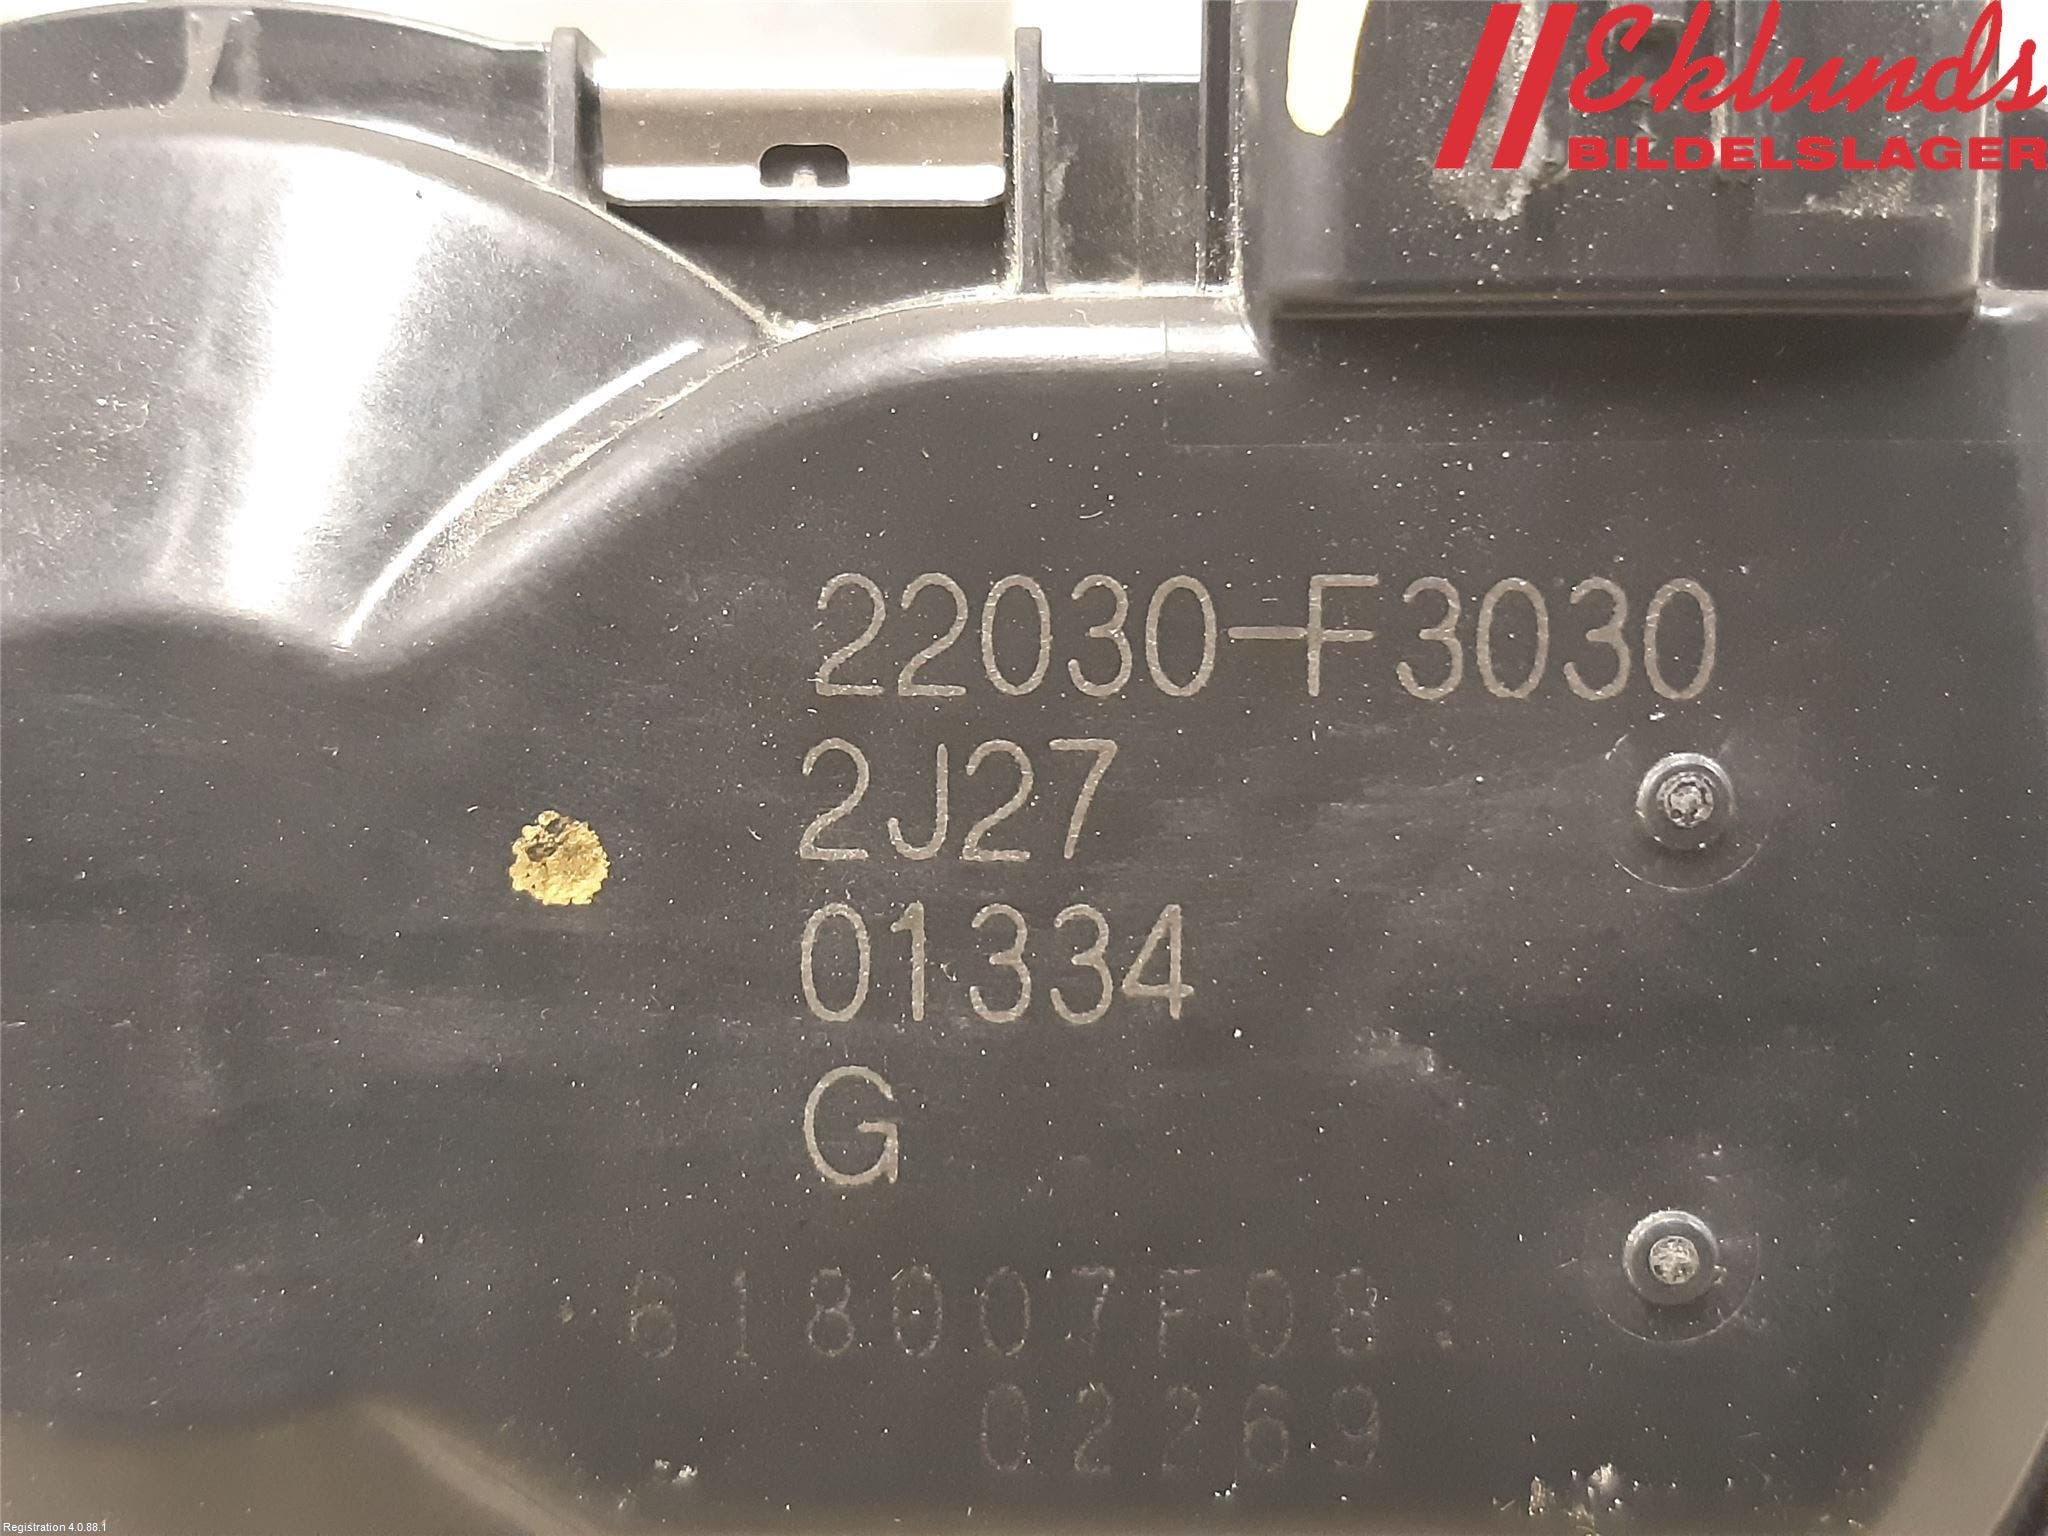 Eklunds
BILDELSLAGER
22030-F3030
2J27
01334
G
618007F08
02269
Registration 4.0.88.1